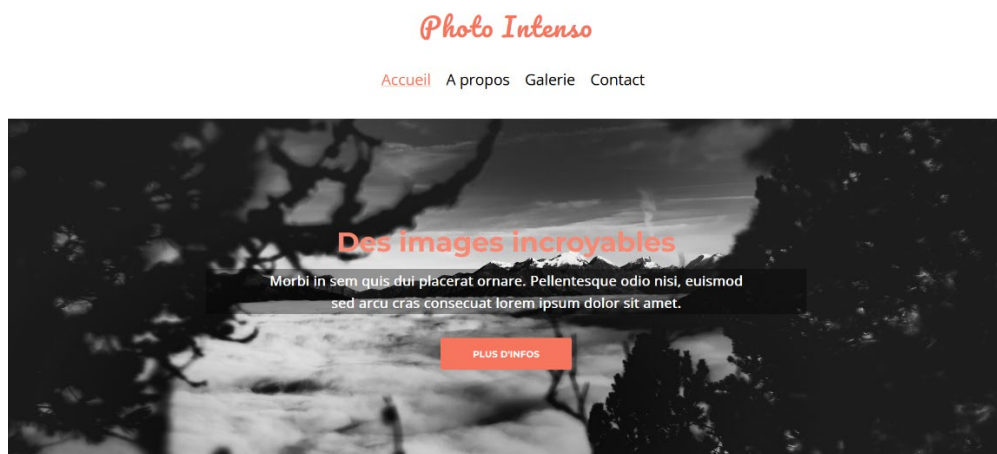 Photo Intenso
Accueil A propos Galerie Contact
Des images incroyables
Morbi in sem quis dui placerat ornare. Pellentesque odio nisi, euismod
sed arcu cras consecuat lorem ipsum dolor sit amet.
PLUS D'INFOS